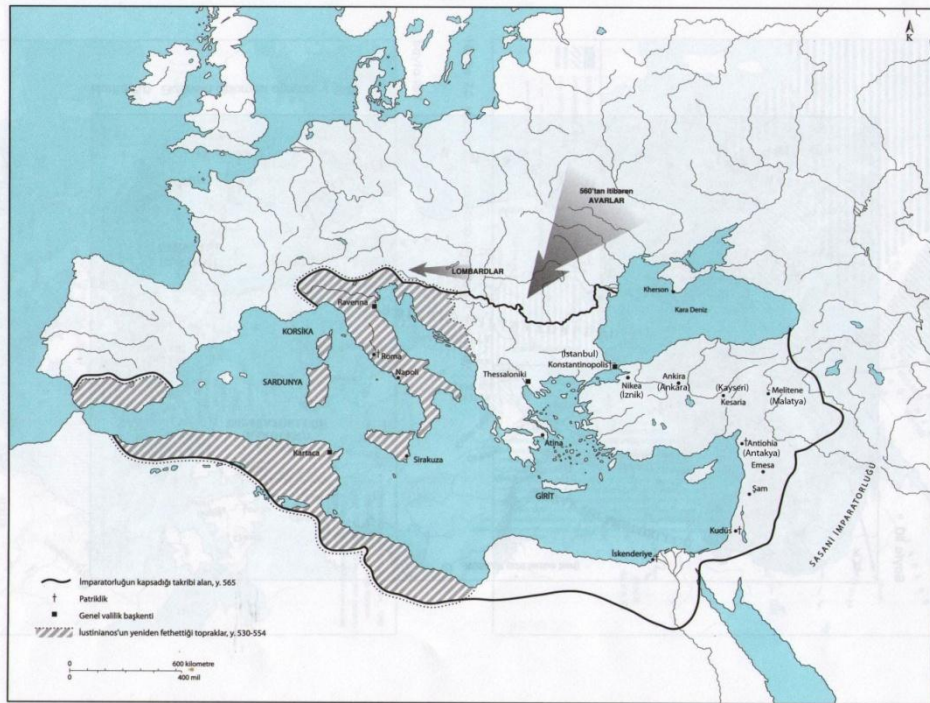 K
560'tan itibaren
AVARLAR
LOMBARDLAR
Kherson
Kara Deniz
Ravenna
KORSİKA
Roma
SARDUNYA
Napoli
(İstanbul)
Konstantinopolis
Thessaloniki
Nikea
(İznik)
Ankira
(Ankara)
(Kayseri)
Kesaria
Melitene
(Malatya)
Kartaca
Sirakuza
Atina
Antiohia
(Antakya)
Emesa
Şam
GİRİT
Kudüs
İskenderiye
SASANİ İMPARATORLUĞU
İmparatorluğun kapsadığı takribi alan, y. 565
† Patriklik
Genel valilik başkenti
İustinianos'un yeniden fethettiği topraklar, y. 530-554
0 600 kilometre
0 400 mil